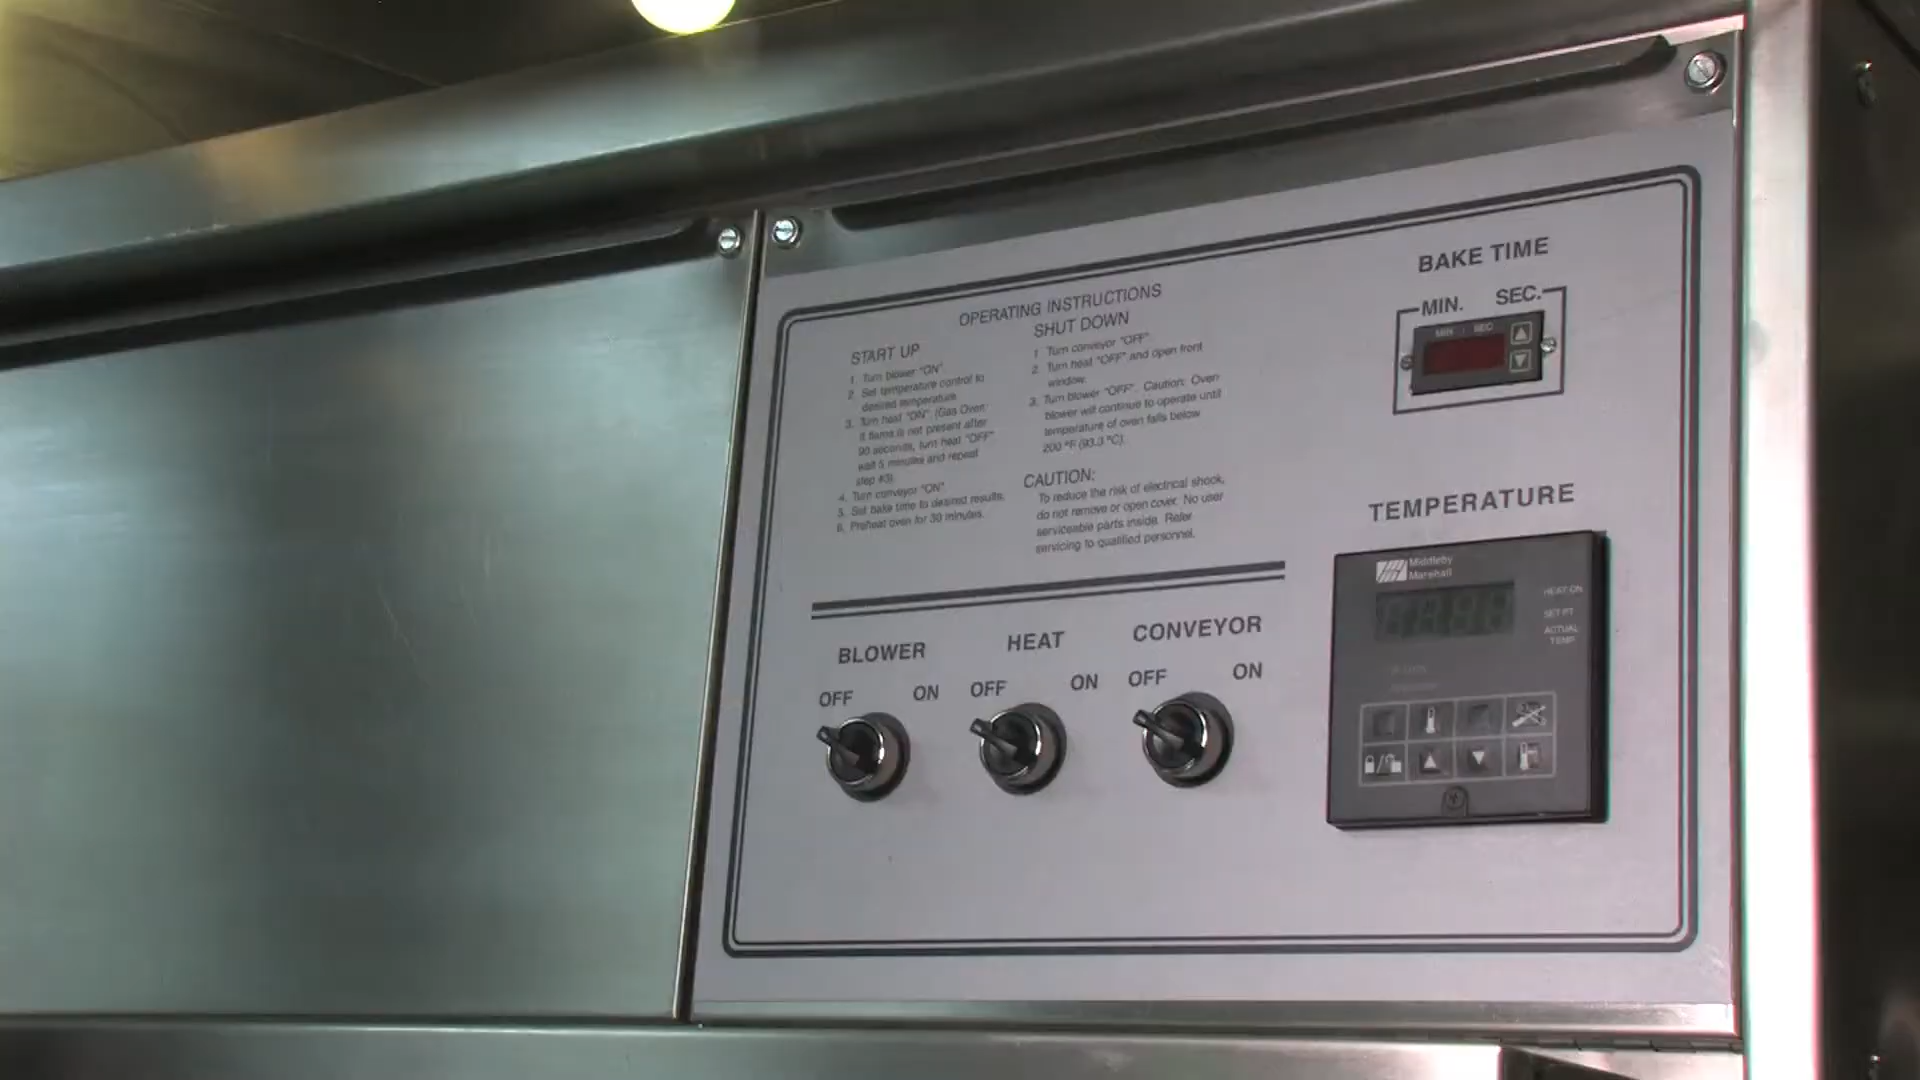 OPERATING INSTRUCTIONS
START UP
1. Turn blower "ON"
2. Set temperature control to
desired temperature
3. Turn heat "ON". (Gas Oven:
If flame is not present after
90 seconds, turn heat "OFF"
wait 5 minutes and repeat
step #3)
4. Turn conveyor "ON"
5. Set bake time to desired results.
6. Preheat oven for 30 minutes.
SHUT DOWN
1 Turn conveyor "OFF".
2. Turn heat "OFF" and open front
window.
3. Turn blower "OFF". Caution: Oven
blower will continue to operate until
temperature of oven falls below
200 °F (93.3 °C).
CAUTION:
To reduce the risk of electrical shock,
do not remove or open cover. No user
serviceable parts inside. Refer
servicing to qualified personnel.
BAKE TIME
MIN. SEC.
MIN : SEC
TEMPERATURE
Middleby
Marshall
HEAT ON
SET PT
ACTUAL
TEMP
BLOWER
OFF ON
HEAT
OFF ON
CONVEYOR
OFF ON